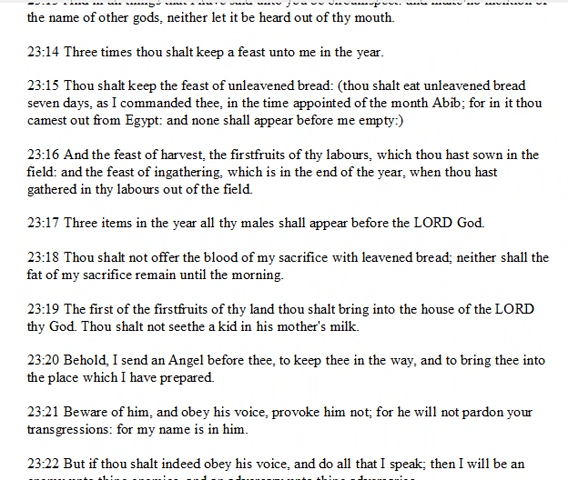 the name of other gods, neither let it be heard out of thy mouth.
23:14 Three times thou shalt keep a feast unto me in the year.
23:15 Thou shalt keep the feast of unleavened bread: (thou shalt eat unleavened bread
seven days, as I commanded thee, in the time appointed of the month Abib; for in it thou
camest out from Egypt: and none shall appear before me empty:)
23:16 And the feast of harvest, the firstfruits of thy labours, which thou hast sown in the
field: and the feast of ingathering, which is in the end of the year, when thou hast
gathered in thy labours out of the field.
23:17 Three items in the year all thy males shall appear before the LORD God.
23:18 Thou shalt not offer the blood of my sacrifice with leavened bread; neither shall the
fat of my sacrifice remain until the morning.
23:19 The first of the firstfruits of thy land thou shalt bring into the house of the LORD
thy God. Thou shalt not seethe a kid in his mother's milk.
23:20 Behold, I send an Angel before thee, to keep thee in the way, and to bring thee into
the place which I have prepared.
23:21 Beware of him, and obey his voice, provoke him not; for he will not pardon your
transgressions: for my name is in him.
23:22 But if thou shalt indeed obey his voice, and do all that I speak; then I will be an